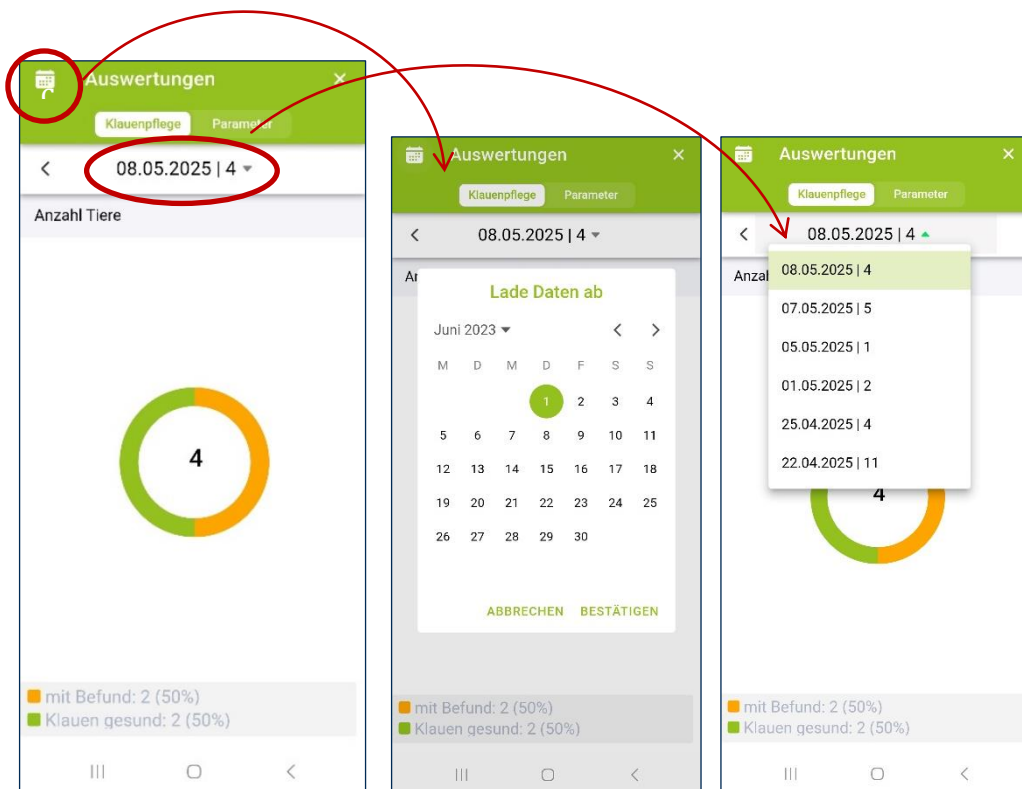 Auswertungen ×
Klauenpflege Parameter
08.05.2025 | 4
Anzahl Tiere
4
mit Befund: 2 (50%)
Klauen gesund: 2 (50%)
Auswertungen ×
Klauenpflege Parameter
08.05.2025 | 4
Ar
Lade Daten ab
Juni 2023
M D M D F S S
1 2 3 4
5 6 7 8 9 10 11
12 13 14 15 16 17 18
19 20 21 22 23 24 25
26 27 28 29 30
ABBRECHEN BESTÄTIGEN
mit Befund: 2 (50%)
Klauen gesund: 2 (50%)
Auswertungen ×
Klauenpflege Parameter
08.05.2025 | 4
Anzal
08.05.2025 | 4
07.05.2025 | 5
05.05.2025 | 1
01.05.2025 | 2
25.04.2025 | 4
22.04.2025 | 11
4
mit Befund: 2 (50%)
Klauen gesund: 2 (50%)